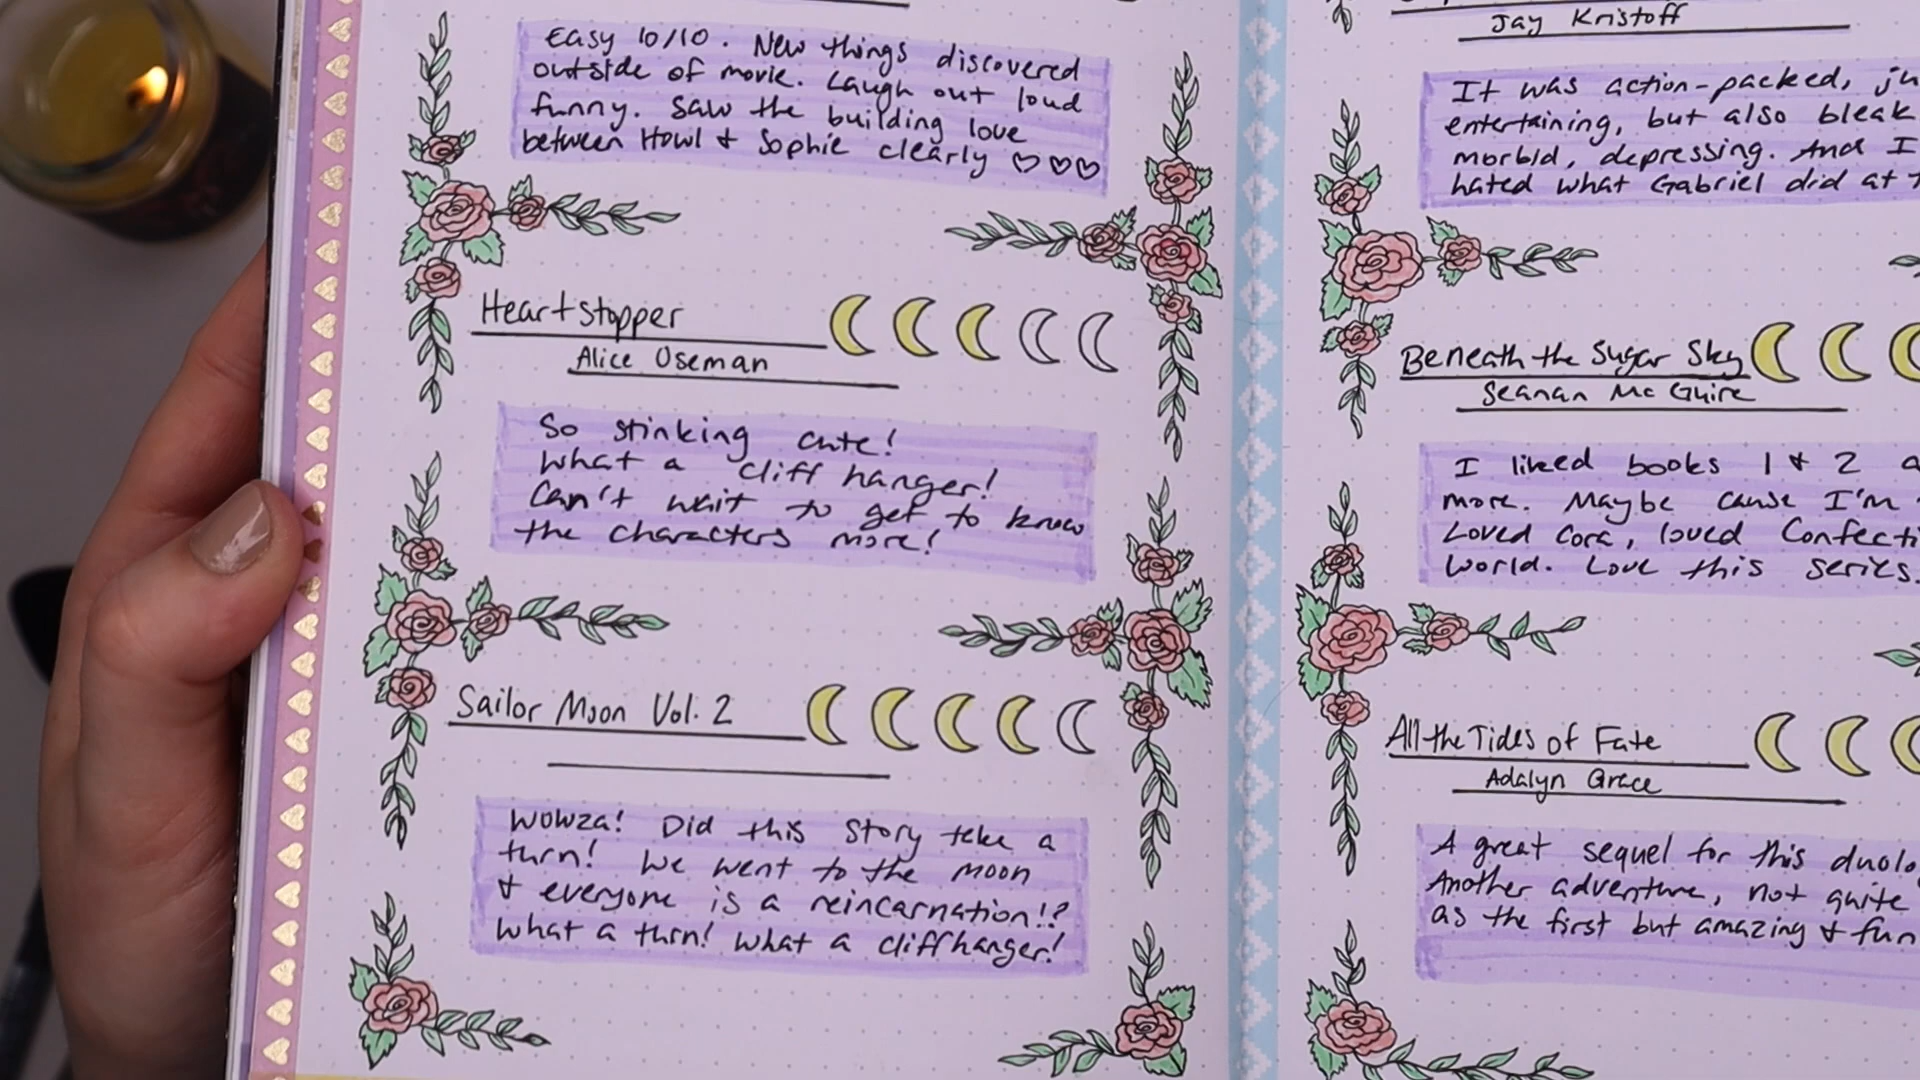 Easy 10/10. New things discovered
outside of movie. Laugh out loud
funny. Saw the building love
between Howl & Sophie clearly ♡♡♡
Heartstopper
Alice Oseman
So stinking cute!
What a cliff hanger!
Can't wait to get to know
the characters more!
Sailor Moon Vol. 2
Wowza! Did this story take a
turn! We went to the moon
& everyone is a reincarnation!?
What a turn! What a cliffhanger!
Jay Kristoff
It was action-packed,
entertaining, but also bleak
morbid, depressing. And I
hated what Gabriel did at
Beneath the Sugar Sky
Seanan McGuire
I liked books 1 & 2
more. Maybe cause I'm
Loved Cora, loved
world. Love this series.
All the Tides of Fate
Adalyn Grace
A great sequel for this
Another adventure, not quite
as the first but amazing & fun